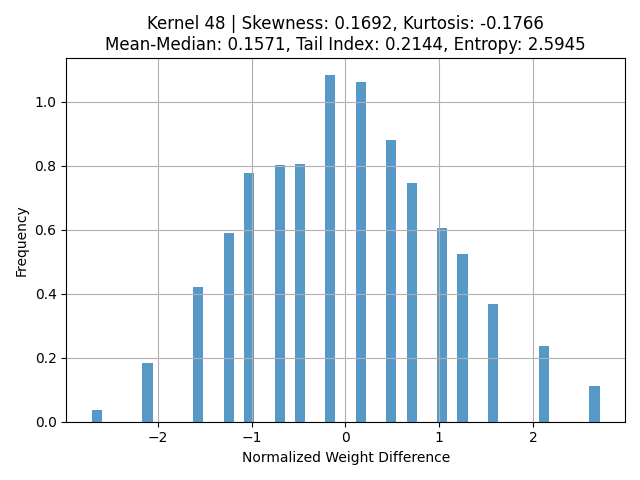 Kernel 48 | Skewness: 0.1692, Kurtosis: -0.1766
Mean-Median: 0.1571, Tail Index: 0.2144, Entropy: 2.5945
1.0
0.8
0.6
0.4
0.2
0.0
Frequency
−2
−1
0
1
2
Normalized Weight Difference